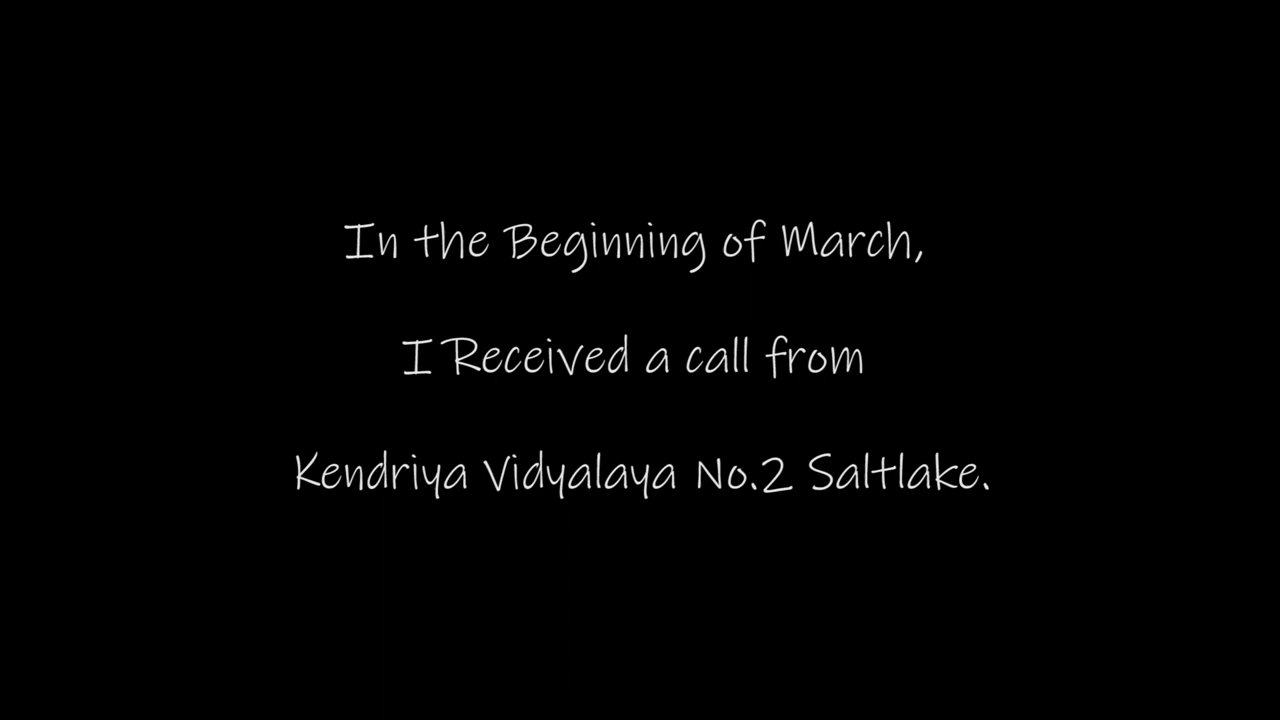 In the Beginning of March,
I Received a call from
Kendriya Vidyalaya No.2 Saltlake.